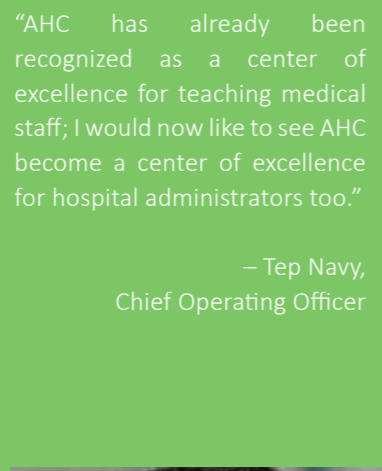 “AHC has already been
recognized as a center of
excellence for teaching medical
staff; I would now like to see AHC
become a center of excellence
for hospital administrators too.”
– Tep Navy,
Chief Operating Officer